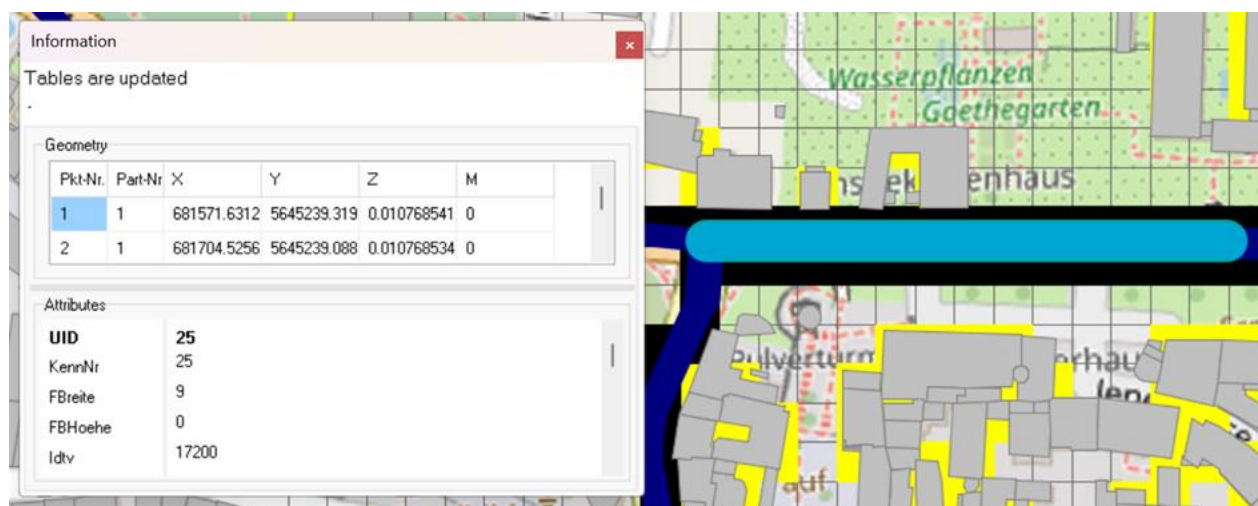 Information
Tables are updated
-
Geometry
Pkt-Nr. Part-Nr X Y Z M
1 1 681571.6312 5645239.319 0.010768541 0
2 1 681704.5256 5645239.088 0.010768534 0
Attributes
UID 25
KennNr 25
FBreite 9
FBHoehe 0
Idtv 17200
Wasserpflanzen
Goethegarten
enhaus
Pulverturm